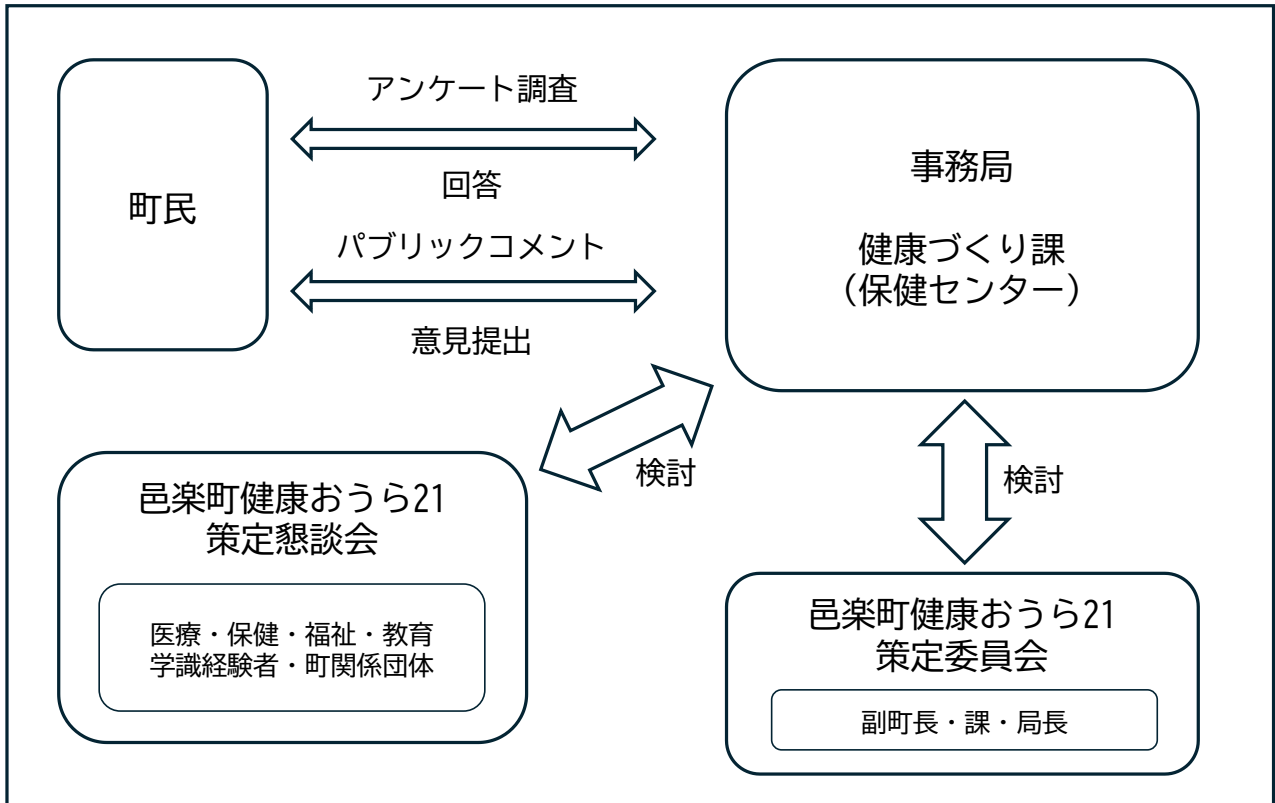 アンケート調査
町民
回答
パブリックコメント
意見提出
事務局
健康づくり課
(保健センター)
検討
検討
邑楽町健康おうら21
策定懇談会
医療・保健・福祉・教育
学識経験者・町関係団体
邑楽町健康おうら21
策定委員会
副町長・課・局長